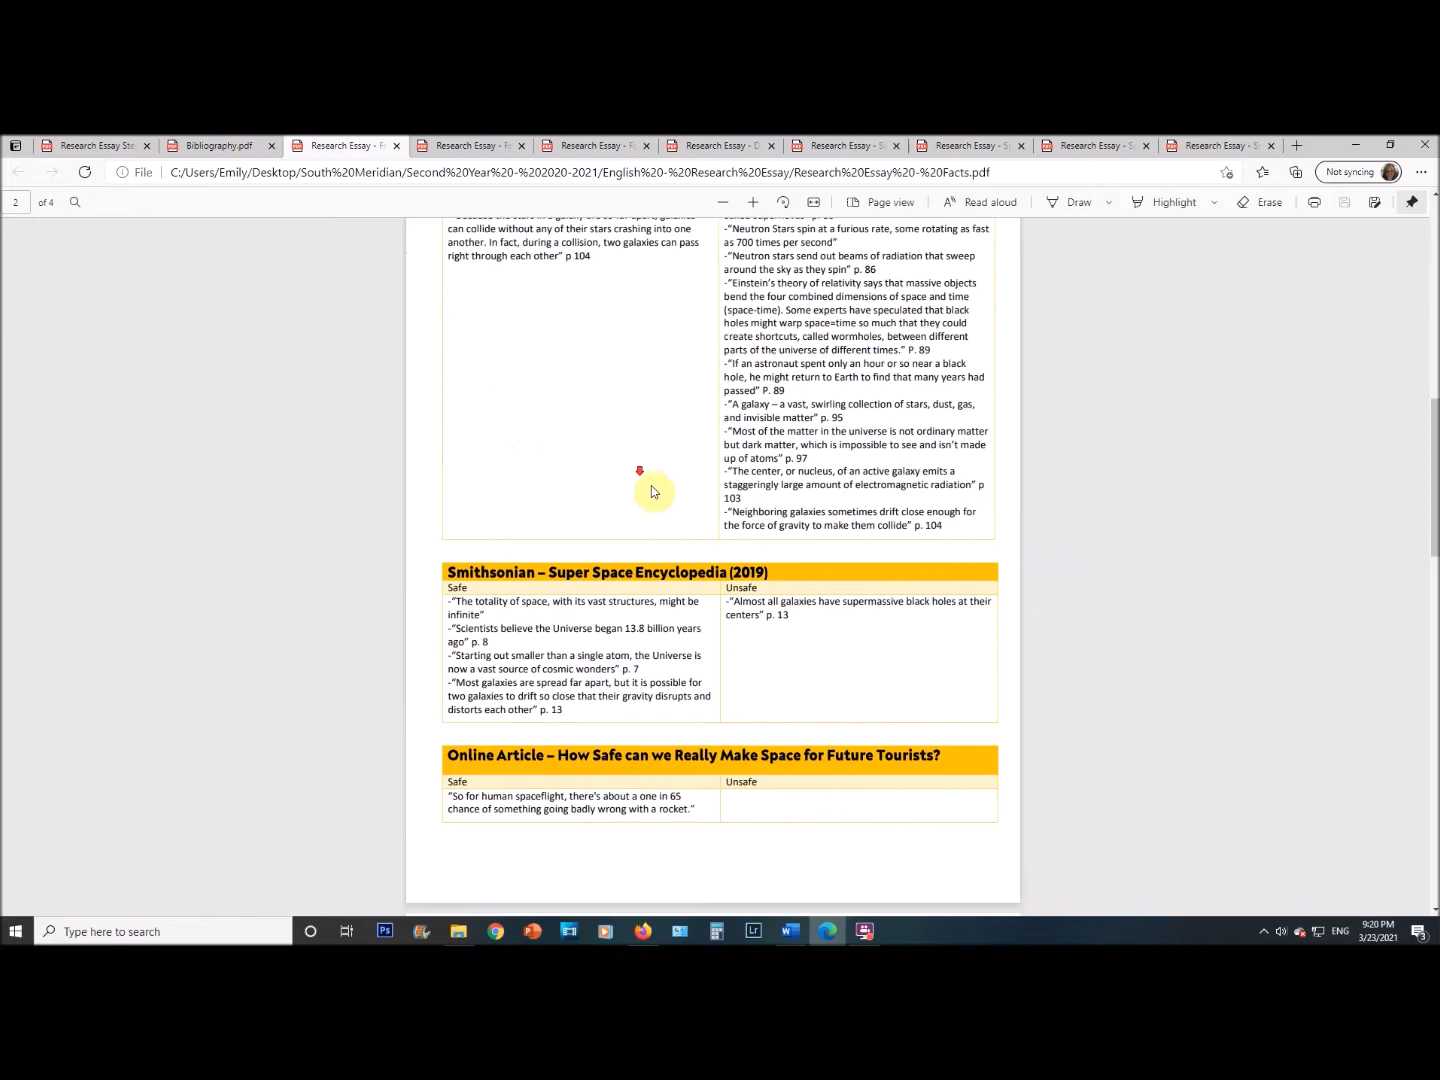 Research Essay Ste
Bibliography.pdf
Research Essay - Fa
Research Essay - Fa
Research Essay - Fo
Research Essay - D
Research Essay - S
Research Essay - S
Research Essay - S
Research Essay - S
File
C:/Users/Emily/Desktop/South%20Meridian/Second%20Year%20-%202020-2021/English%20-%20Research%20Essay/Research%20Essay%20-%20Facts.pdf
Not syncing
2 of 4
Page view
Read aloud
Draw
Highlight
Erase
can collide without any of their stars crashing into one
another. In fact, during a collision, two galaxies can pass
right through each other" p 104
-"Neutron Stars spin at a furious rate, some rotating as fast
as 700 times per second"
-"Neutron stars send out beams of radiation that sweep
around the sky as they spin" p. 86
-"Einstein's theory of relativity says that massive objects
bend the four combined dimensions of space and time
(space-time). Some experts have speculated that black
holes might warp space=time so much that they could
create shortcuts, called wormholes, between different
parts of the universe of different times." P. 89
-"If an astronaut spent only an hour or so near a black
hole, he might return to Earth to find that many years had
passed" P. 89
-"A galaxy – a vast, swirling collection of stars, dust, gas,
and invisible matter" p. 95
-"Most of the matter in the universe is not ordinary matter
but dark matter, which is impossible to see and isn't made
up of atoms" p. 97
-"The center, or nucleus, of an active galaxy emits a
staggeringly large amount of electromagnetic radiation" p
103
-"Neighboring galaxies sometimes drift close enough for
the force of gravity to make them collide" p. 104
Smithsonian – Super Space Encyclopedia (2019)
Safe
Unsafe
-"The totality of space, with its vast structures, might be
infinite"
-"Scientists believe the Universe began 13.8 billion years
ago" p. 8
-"Starting out smaller than a single atom, the Universe is
now a vast source of cosmic wonders" p. 7
-"Most galaxies are spread far apart, but it is possible for
two galaxies to drift so close that their gravity disrupts and
distorts each other" p. 13
-"Almost all galaxies have supermassive black holes at their
centers" p. 13
Online Article – How Safe can we Really Make Space for Future Tourists?
Safe
Unsafe
"So for human spaceflight, there's about a one in 65
chance of something going badly wrong with a rocket."
Type here to search
Ps
Lr
ENG
9:20 PM
3/23/2021
3